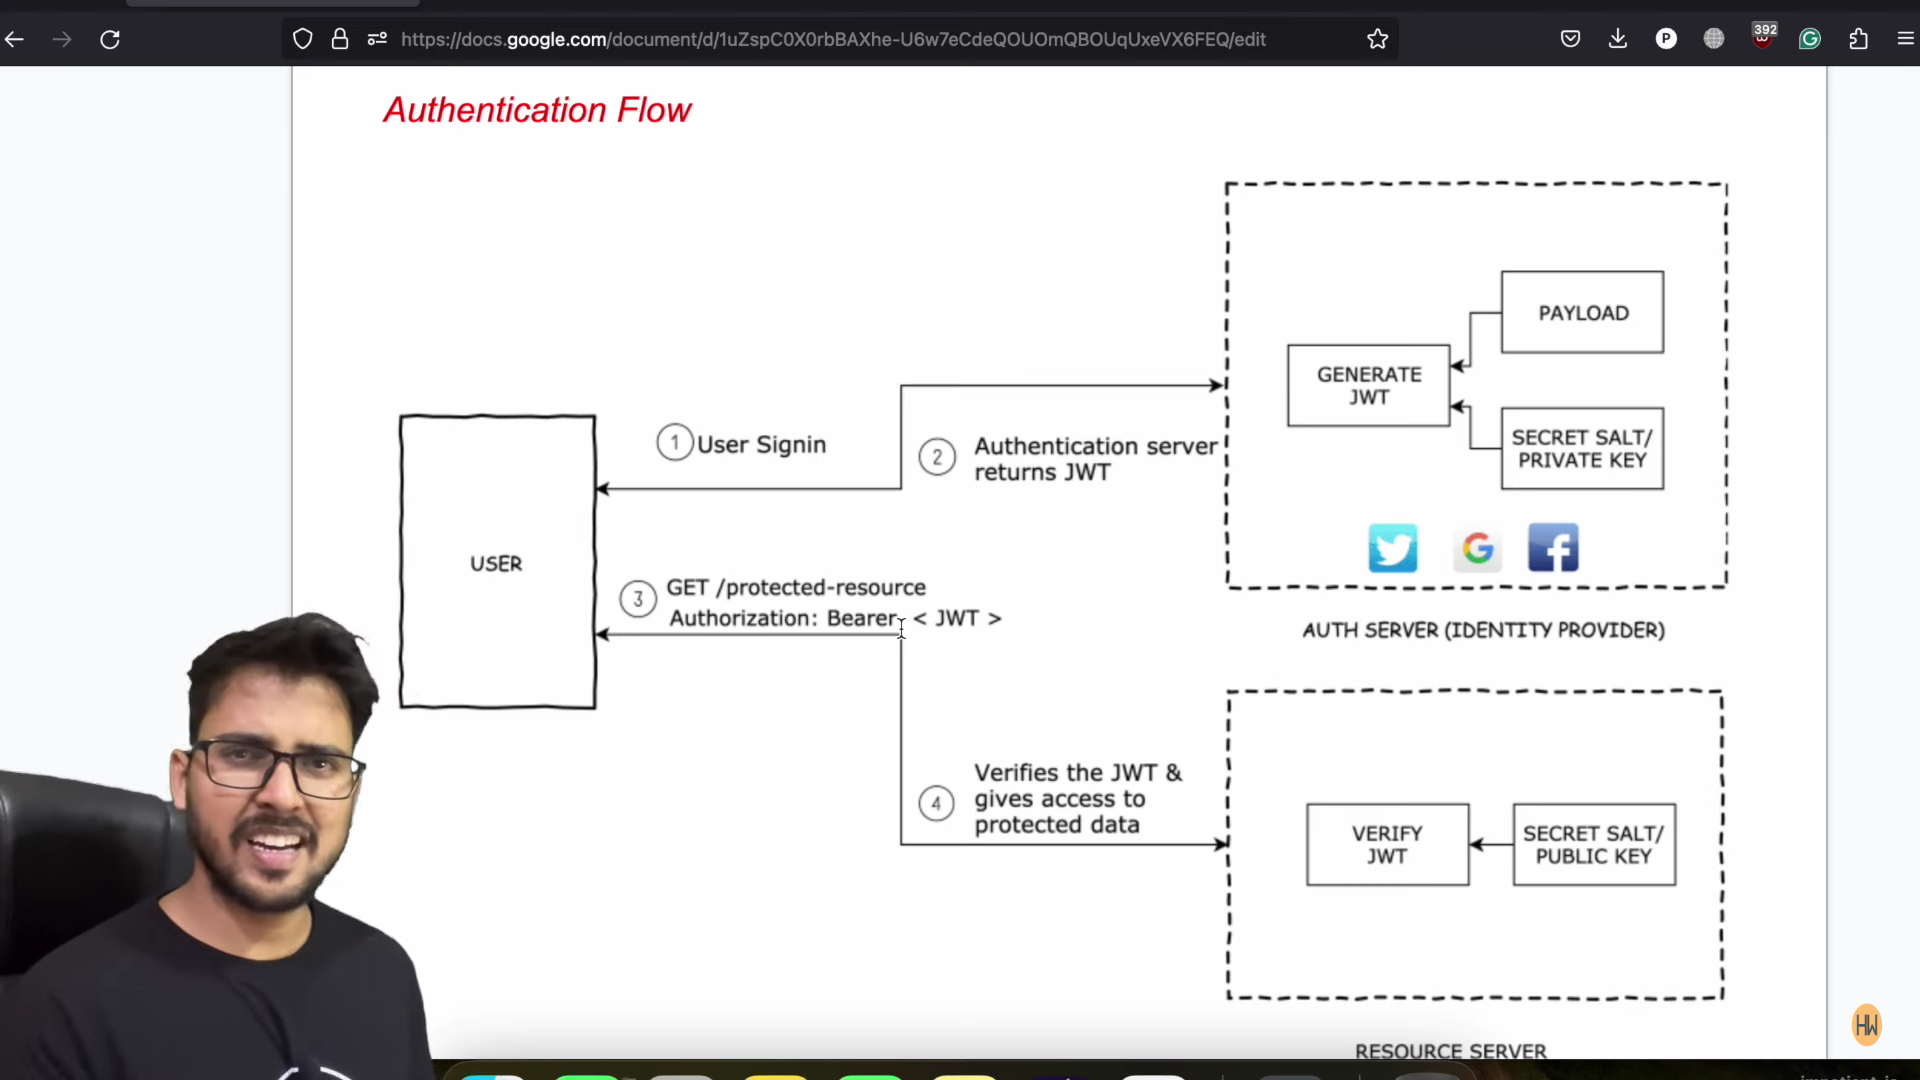 https://docs.google.com/document/d/1uZspC0X0rbBAXhe-U6w7eCdeQOUOmQBOUqUxeVX6FEQ/edit
P
392
Authentication Flow
PAYLOAD
GENERATE
JWT
SECRET SALT/
PRIVATE KEY
1 User Signin
2 Authentication server
returns JWT
USER
3 GET /protected-resource
Authorization: Bearer < JWT >
AUTH SERVER (IDENTITY PROVIDER)
4 Verifies the JWT &
gives access to
protected data
VERIFY
JWT
SECRET SALT/
PUBLIC KEY
HW
RESOURCE SERVER